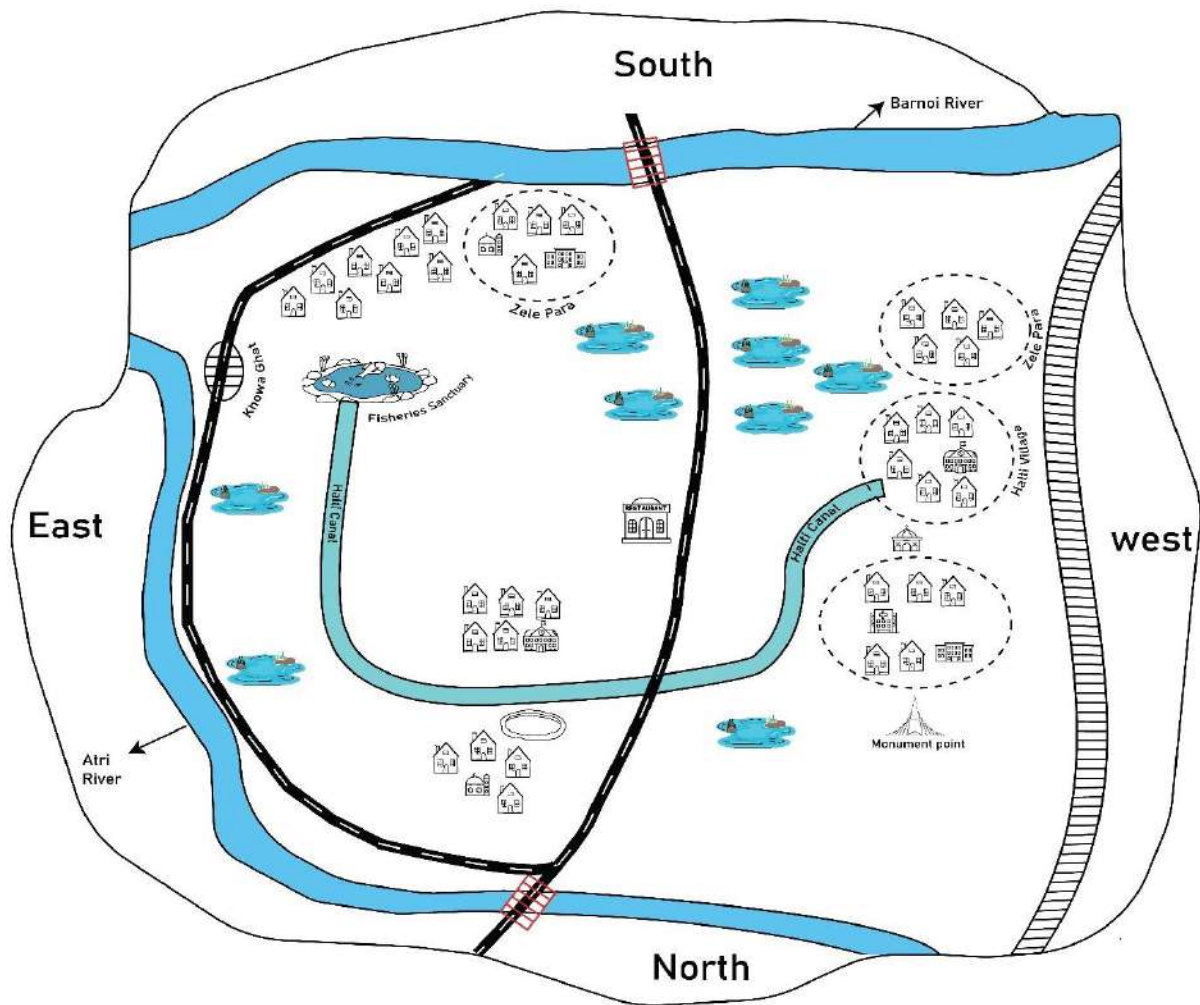 South
Barnoi River
Zele Para
Zele Para
Khowa Ghat
Fisheries Sanctuary
Halti Village
Halti Canal
RESTAURANT
Halti Canal
East
west
Monument point
Atri
River
North